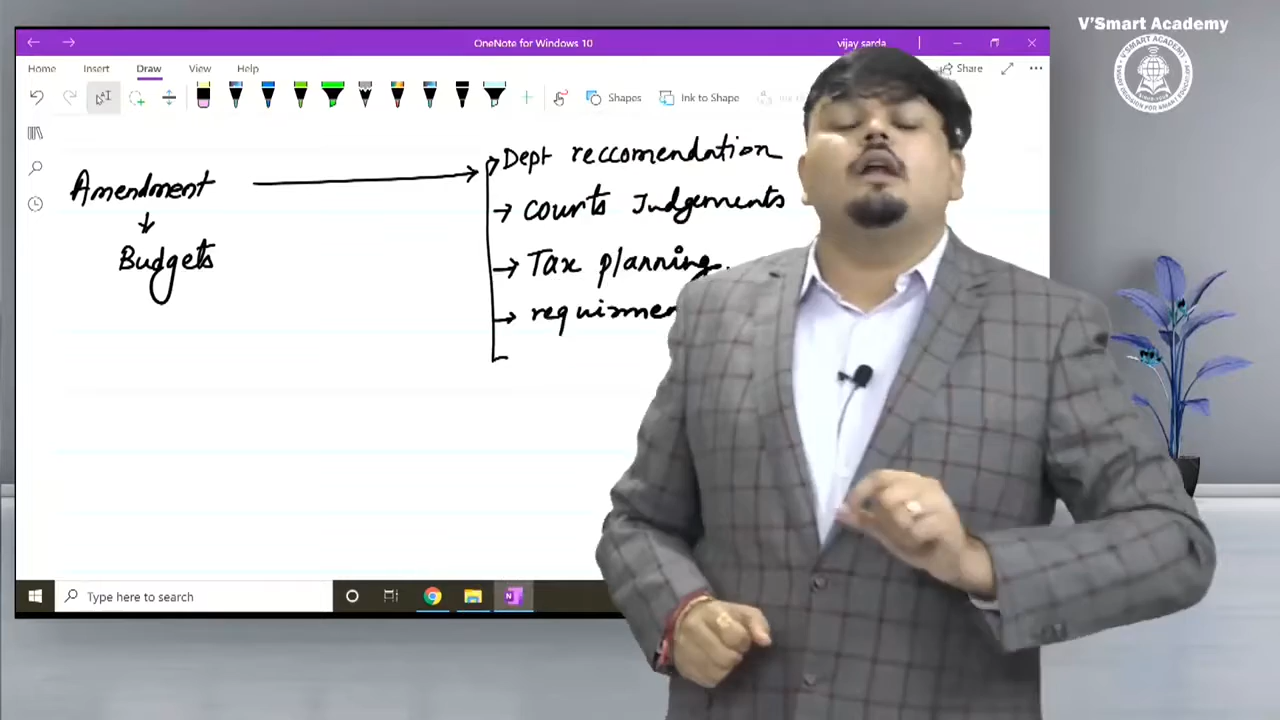 V'Smart Academy
OneNote for Windows 10
vijay sarda
Home Insert Draw View Help
Share
Shapes
Ink to Shape
Dept reccomendation
Amendment
Courts Judgements
Budgets
Tax planning.
Type here to search